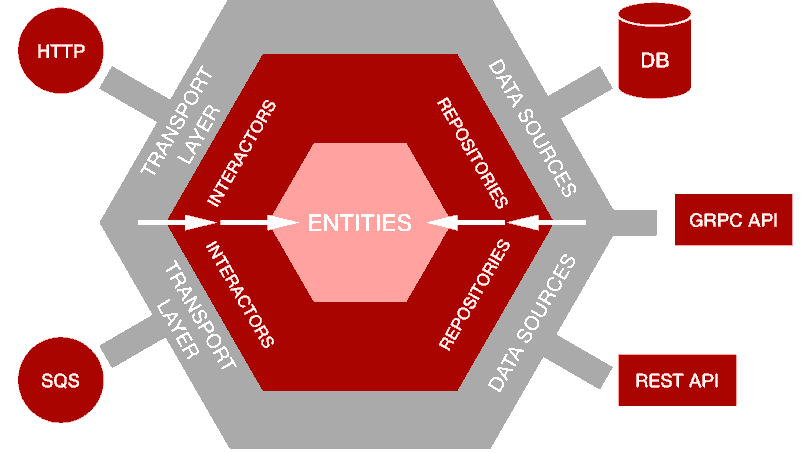 HTTP
TRANSPORT
LAYER
INTERACTORS
REPOSITORIES
DATA SOURCES
DB
ENTITIES
GRPC API
TRANSPORT
LAYER
INTERACTORS
REPOSITORIES
DATA SOURCES
SQS
REST API